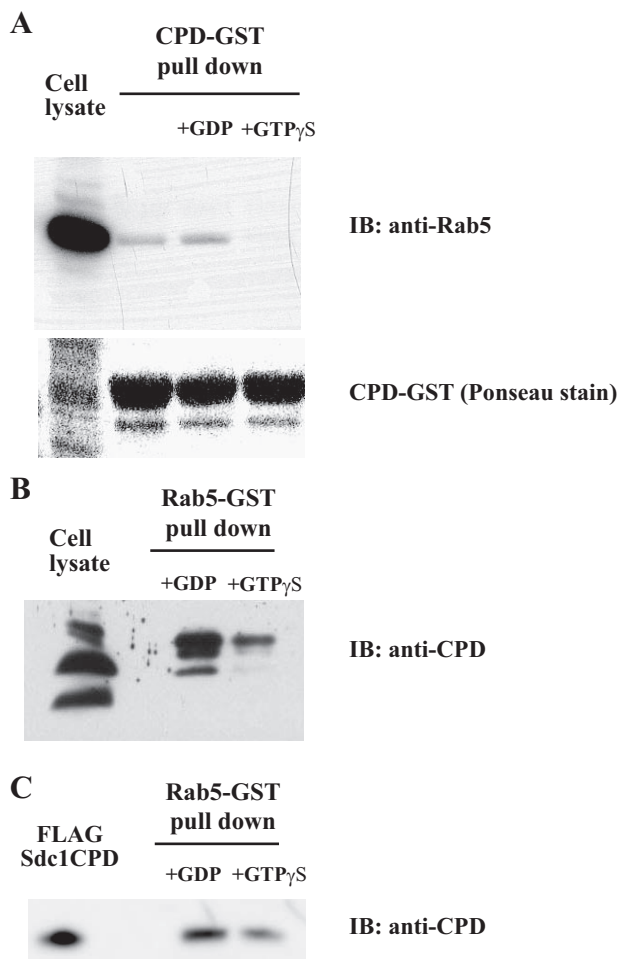 A
CPD-GST
pull down
Cell
lysate
+GDP +GTPγS
IB: anti-Rab5
CPD-GST (Ponseau stain)
B
Rab5-GST
pull down
Cell
lysate
+GDP +GTPγS
IB: anti-CPD
C
Rab5-GST
pull down
FLAG
Sdc1CPD
+GDP +GTPγS
IB: anti-CPD